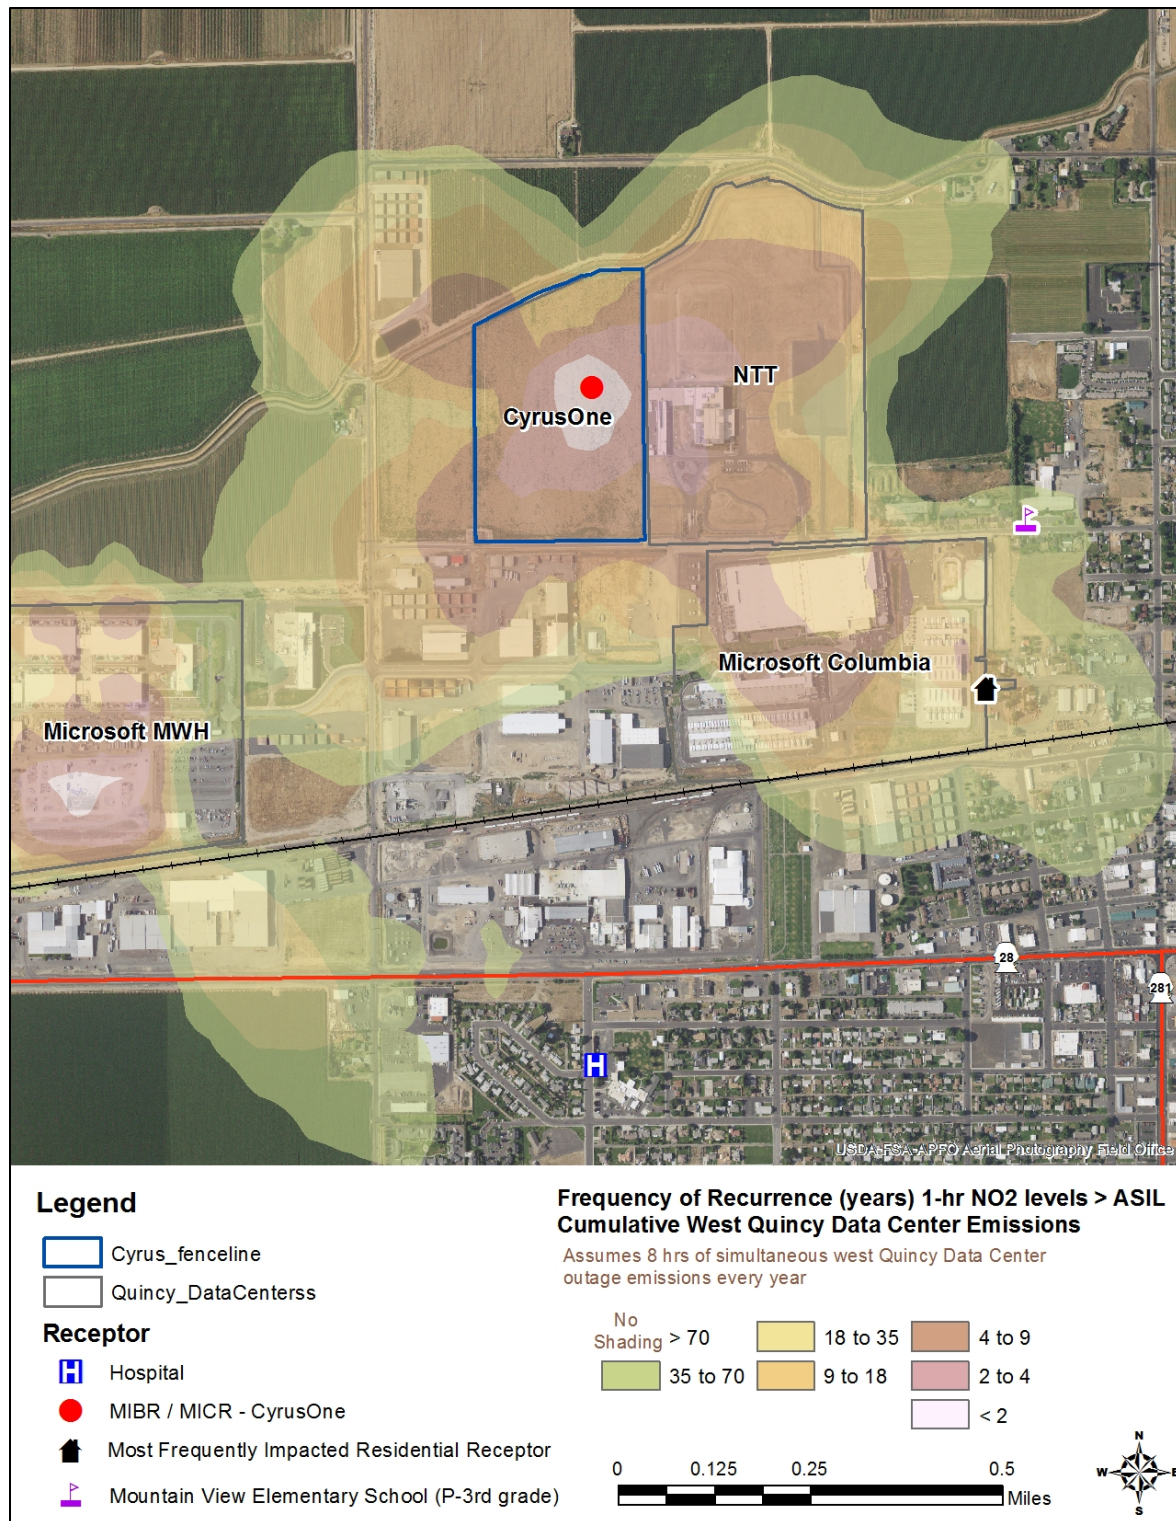 NTT
CyrusOne
Microsoft Columbia
Microsoft MWH
28
281
H
USDA-FSA-APFO Aerial Photography Field Office
Legend
Cyrus_fenceline
Quincy_DataCenterss
Receptor
H Hospital
MIBR / MICR - CyrusOne
Most Frequently Impacted Residential Receptor
Mountain View Elementary School (P-3rd grade)
Frequency of Recurrence (years) 1-hr NO2 levels > ASIL
Cumulative West Quincy Data Center Emissions
Assumes 8 hrs of simultaneous west Quincy Data Center
outage emissions every year
No
Shading > 70
18 to 35
4 to 9
35 to 70
9 to 18
2 to 4
< 2
0 0.125 0.25 0.5
Miles
N
W E
S